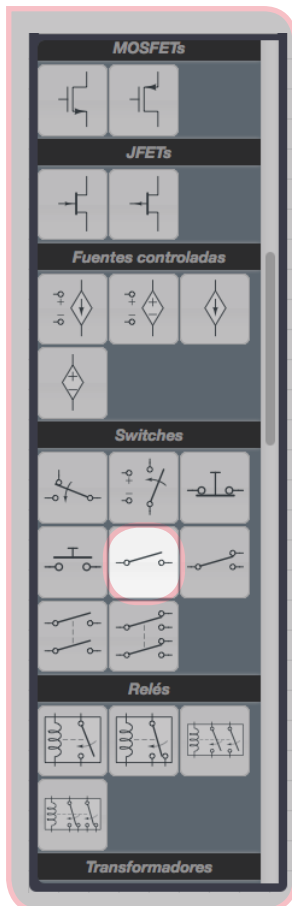 MOSFETs
JFETs
Fuentes controladas
Switches
Relés
Transformadores